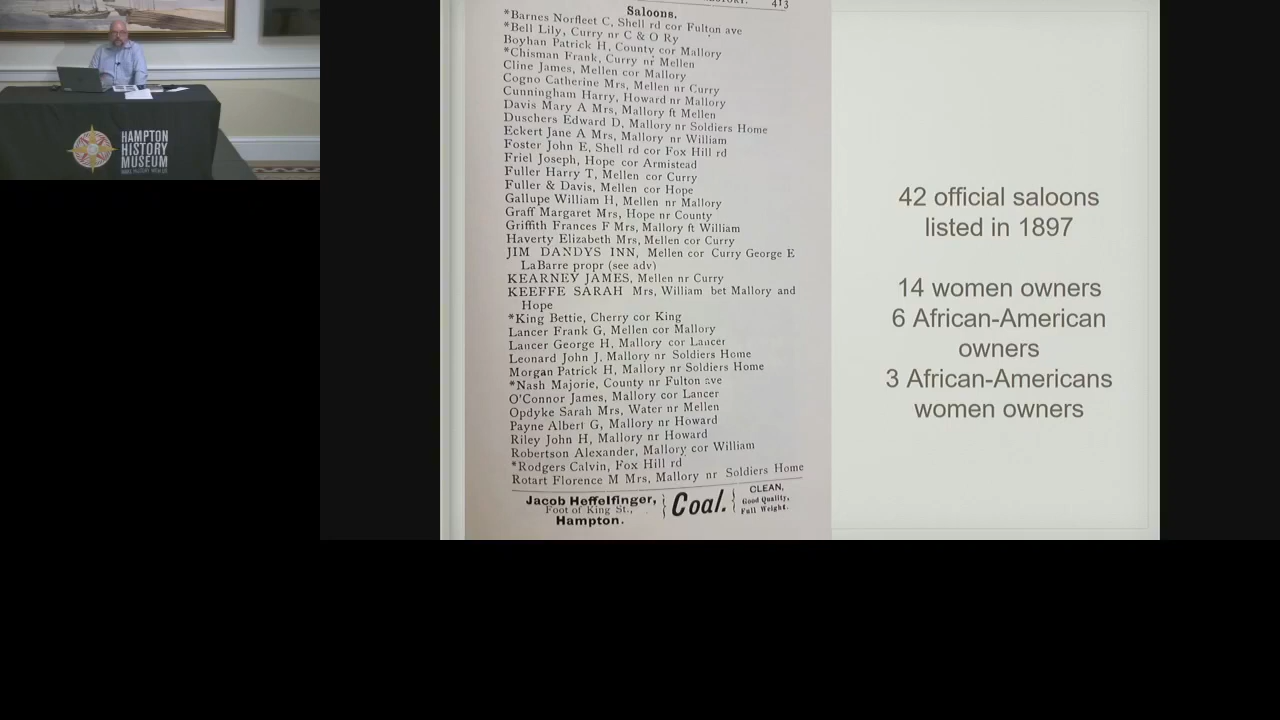 HAMPTON
HISTORY
MUSEUM
413
Saloons.
*Barnes Norfleet C, Shell rd cor Fulton ave
*Bell Lily, Curry nr C & O Ry
Boyhan Patrick H, County cor Mallory
*Chisman Frank, Curry nr Mellen
Cline James, Mellen cor Mallory
Cogno Catherine Mrs, Mellen nr Curry
Cunningham Harry, Howard nr Mallory
Davis Mary A Mrs, Mallory ft Mellen
Duschers Edward D, Mallory nr Soldiers Home
Eckert Jane A Mrs, Mallory nr William
Foster John E, Shell rd cor Fox Hill rd
Friel Joseph, Hope cor Armistead
Fuller Harry T, Mellen cor Curry
Fuller & Davis, Mellen cor Hope
Gallupe William H, Mellen nr Mallory
Graff Margaret Mrs, Hope nr County
Griffith Frances F Mrs, Mallory ft William
Haverty Elizabeth Mrs, Mellen cor Curry
JIM DANDYS INN, Mellen cor Curry George E
LaBarre propr (see adv)
KEARNEY JAMES, Mellen nr Curry
KEEFFE SARAH Mrs, William bet Mallory and
Hope
*King Bettie, Cherry cor King
Lancer Frank G, Mellen cor Mallory
Lancer George H, Mallory cor Lancer
Leonard John J, Mallory nr Soldiers Home
Morgan Patrick H, Mallory nr Soldiers Home
*Nash Majorie, County nr Fulton ave
O'Connor James, Mallory cor Lancer
Opdyke Sarah Mrs, Water nr Mellen
Payne Albert G, Mallory nr Howard
Riley John H, Mallory nr Howard
Robertson Alexander, Mallory cor William
*Rodgers Calvin, Fox Hill rd
Rotart Florence M Mrs, Mallory nr Soldiers Home
Jacob Heffelfinger,
Foot of King St.,
Hampton.
Coal.
CLEAN,
Good Quality,
Full Weight.
42 official saloons
listed in 1897
14 women owners
6 African-American
owners
3 African-Americans
women owners